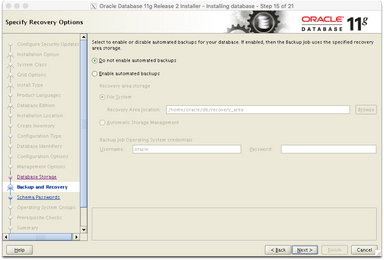 Oracle Database 11g Release 2 Installer - Installing database - Step 15 of 21
Specify Recovery Options
ORACLE
DATABASE
11g
Configure Security Updates
Installation Option
System Class
Grid Options
Install Type
Product Languages
Database Edition
Installation Location
Create Inventory
Configuration Type
Database Identifiers
Configuration Options
Management Options
Database Storage
Backup and Recovery
Schema Passwords
Operating System Groups
Prerequisite Checks
Summary
Select to enable or disable automated backups for your database. If enabled, then the Backup Job uses the specified recovery
area storage.
Do not enable automated backups
Enable automated backups
Recovery area storage
File System
Recovery Area location: /home/oracle/db/recovery_area Browse
Automatic Storage Management
Backup Job Operating System credentials
Username: oracle Password:
Help < Back Next > Finish Cancel